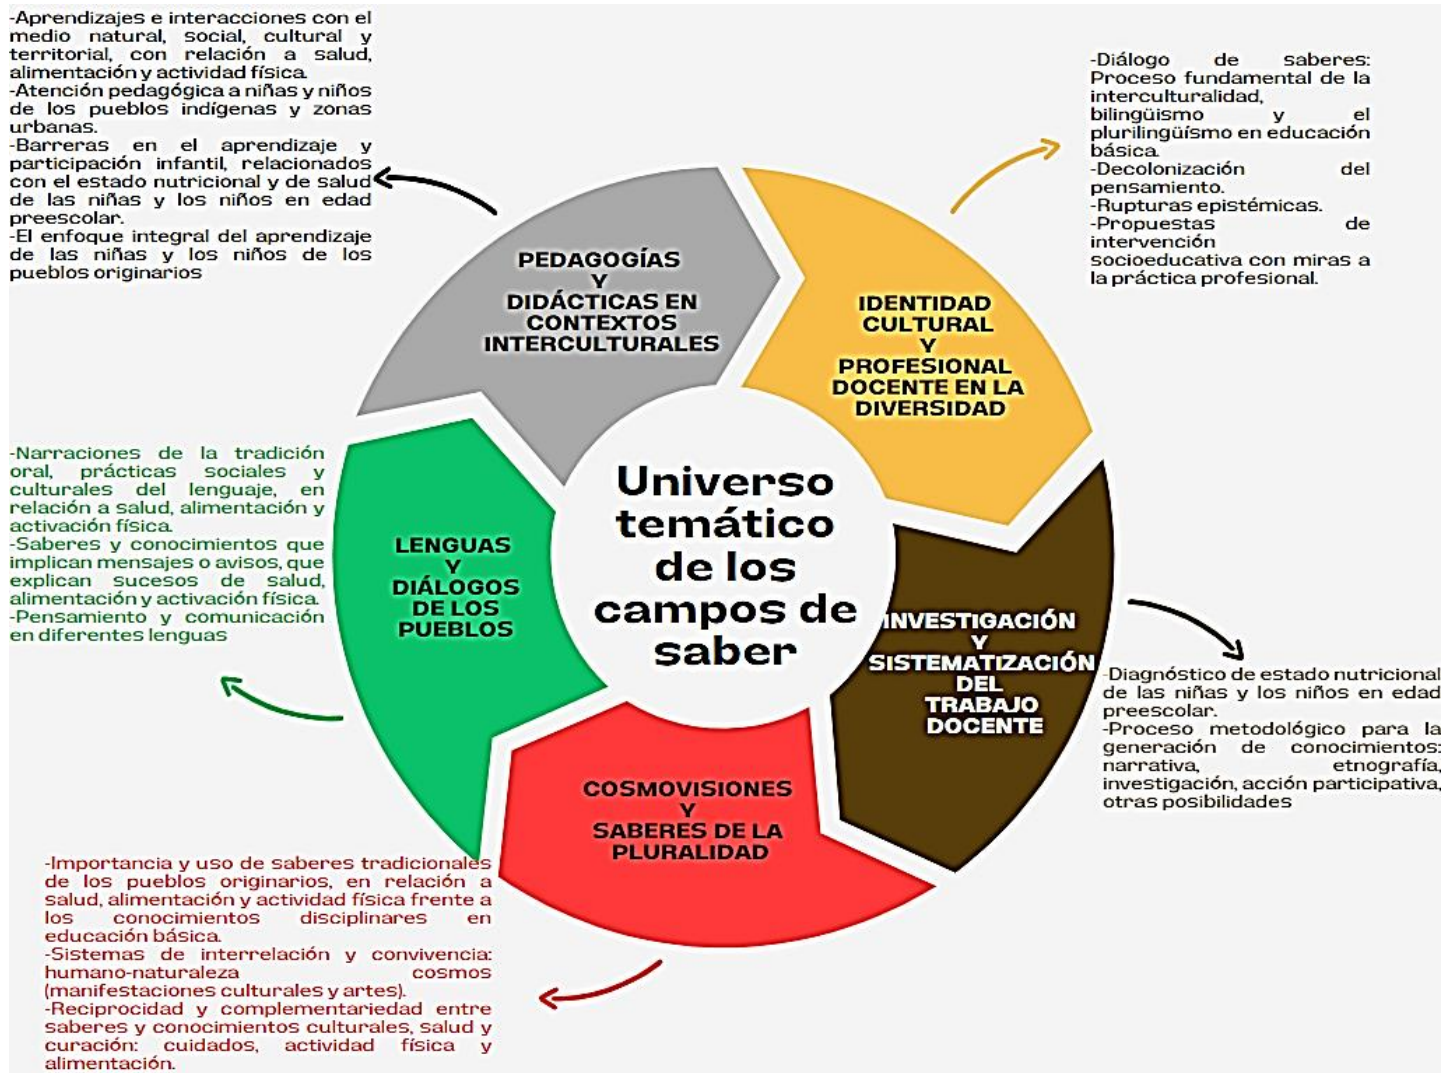 -Aprendizajes e interacciones con el
medio natural, social, cultural y
territorial, con relación a salud,
alimentación y actividad física.
-Atención pedagógica a niñas y niños
de los pueblos indígenas y zonas
urbanas.
-Barreras en el aprendizaje y
participación infantil, relacionados
con el estado nutricional y de salud
de las niñas y los niños en edad
preescolar.
-El enfoque integral del aprendizaje
de las niñas y los niños de los
pueblos originarios
-Diálogo de saberes:
Proceso fundamental de la
interculturalidad,
bilingüismo y el
plurilingüísmo en educación
básica.
-Decolonización del
pensamiento.
-Rupturas epistémicas.
-Propuestas de
intervención
socioeducativa con miras a
la práctica profesional.
PEDAGOGÍAS
Y
DIDÁCTICAS EN
CONTEXTOS
INTERCULTURALES
IDENTIDAD
CULTURAL
Y
PROFESIONAL
DOCENTE EN LA
DIVERSIDAD
-Narraciones de la tradición
oral, prácticas sociales y
culturales del lenguaje, en
relación a salud, alimentación y
activación física.
-Saberes y conocimientos que
implican mensajes o avisos, que
explican sucesos de salud,
alimentación y activación física.
-Pensamiento y comunicación
en diferentes lenguas
LENGUAS
Y
DIÁLOGOS
DE LOS
PUEBLOS
Universo
temático
de los
campos de
saber
INVESTIGACIÓN
Y
SISTEMATIZACIÓN
DEL
TRABAJO
DOCENTE
-Diagnóstico de estado nutricional
de las niñas y los niños en edad
preescolar.
-Proceso metodológico para la
generación de conocimientos:
narrativa, etnografía,
investigación, acción participativa,
otras posibilidades
COSMOVISIONES
Y
SABERES DE LA
PLURALIDAD
-Importancia y uso de saberes tradicionales
de los pueblos originarios, en relación a
salud, alimentación y actividad física frente a
los conocimientos disciplinares en
educación básica.
-Sistemas de interrelación y convivencia:
humano-naturaleza cosmos
(manifestaciones culturales y artes).
-Reciprocidad y complementariedad entre
saberes y conocimientos culturales, salud y
curación: cuidados, actividad física y
alimentación.